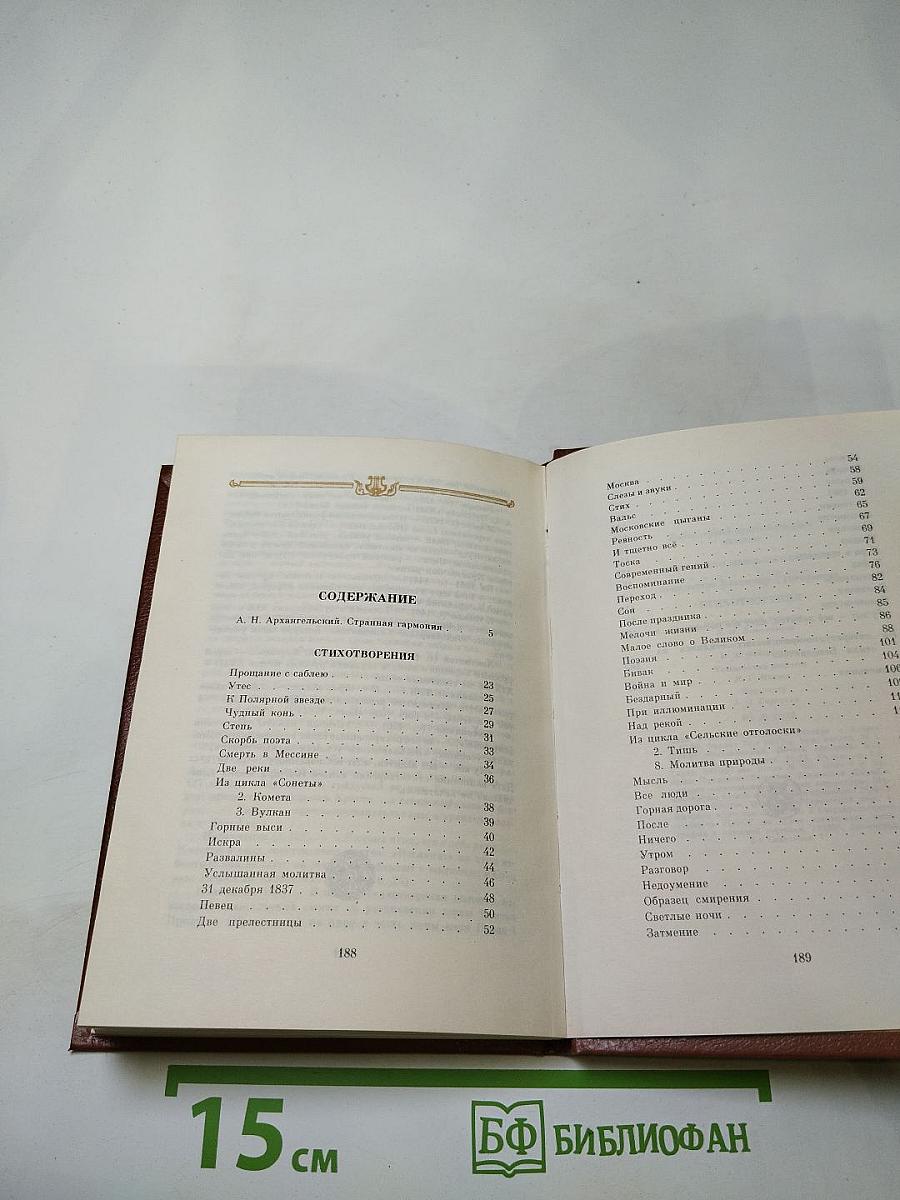 СОДЕРЖАНИЕ
А. Н. Архангельский. Странная гармония . . 5
СТИХОТВОРЕНИЯ
Прощание с саблею . . . 23
Утес . . . 25
К Полярной звезде . . . 27
Чудный конь . . . 29
Степь . . . 31
Скорбь поэта . . . 33
Смерть в Мессине . . . 34
Две реки . . . 36
Из цикла «Сонеты»
2. Комета . . . 38
3. Вулкан . . . 39
Горные выси . . . 40
Искра . . . 42
Развалины . . . 44
Услышанная молитва . . . 46
31 декабря 1837 . . . 48
Певец . . . 50
Две прелестницы . . . 52
188
Москва . . . 54
Слезы и звуки . . . 58
Стих . . . 59
Вальс . . . 62
Московские цыганы . . . 65
Ревность . . . 67
И тщетно всё . . . 69
Тоска . . . 71
Современный гений . . . 73
Воспоминание . . . 76
Переход . . . 82
Сон . . . 84
После праздника . . . 85
Мелочи жизни . . . 86
Малое слово о Великом . . . 88
Поэзия . . . 101
Бивак . . . 104
Война и мир . . .
Бездарный . . .
При иллюминации . . .
Над рекой . . .
Из цикла «Сельские отголоски»
2. Тишь . . .
8. Молитва природы . . .
Мысль . . .
Все люди . . .
Горная дорога . . .
После . . .
Ничего . . .
Утром . . .
Разговор . . .
Недоумение . . .
Образец смирения . . .
Светлые ночи . . .
Затмение . . .
189
15 см
БФ БИБЛИОФАН